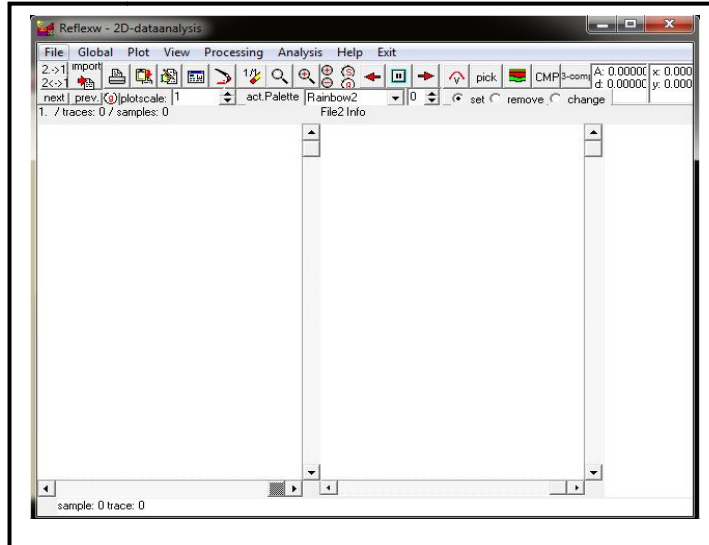 Reflexw - 2D-dataanalysis
File Global Plot View Processing Analysis Help Exit
2.->1 import 1/1 S g v pick CMP 3-com A: 0.00000 x: 0.000
2<->1 d: 0.00000 y: 0.000
next prev. (g) plotscale: 1 act.Palette Rainbow2 0 set remove change
1. / traces: 0 / samples: 0 File2 Info
sample: 0 trace: 0